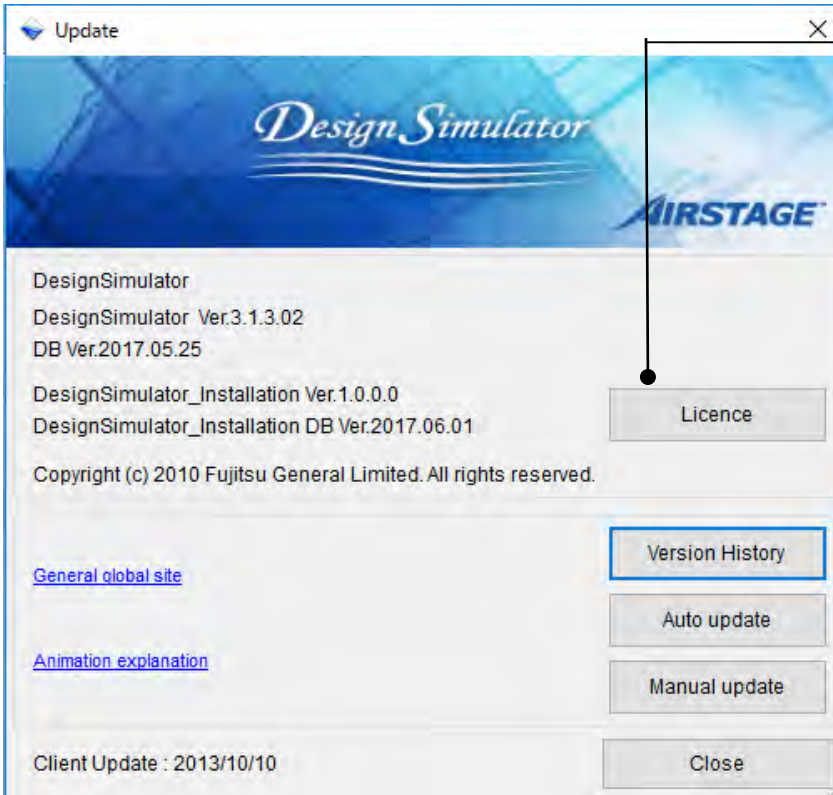 Update
Design Simulator
AIRSTAGE™
DesignSimulator
DesignSimulator Ver.3.1.3.02
DB Ver.2017.05.25
DesignSimulator_Installation Ver.1.0.0.0
DesignSimulator_Installation DB Ver.2017.06.01
Licence
Copyright (c) 2010 Fujitsu General Limited. All rights reserved.
Version History
General global site
Auto update
Animation explanation
Manual update
Client Update : 2013/10/10
Close